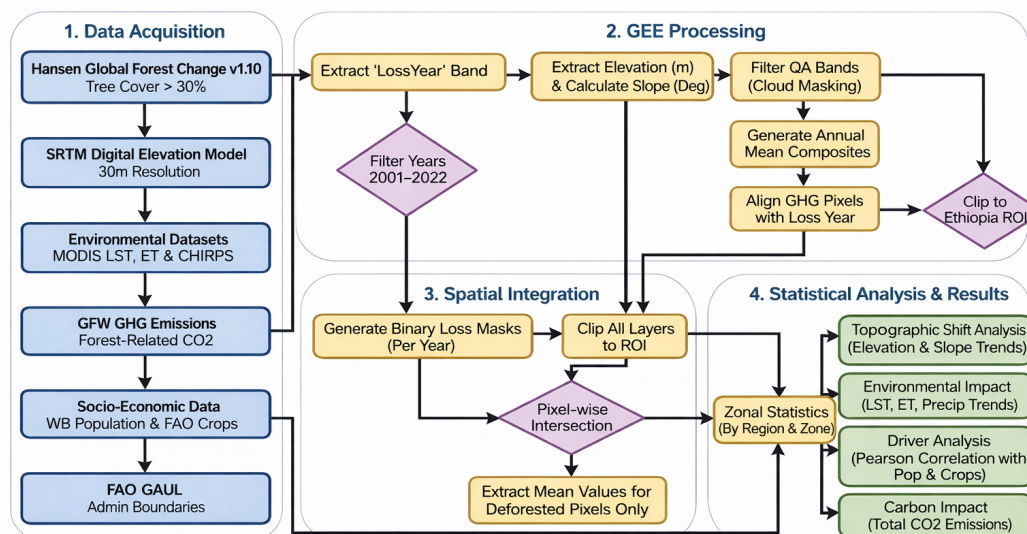 1. Data Acquisition
Hansen Global Forest Change v1.10
Tree Cover > 30%
SRTM Digital Elevation Model
30m Resolution
Environmental Datasets
MODIS LST, ET & CHIRPS
GFW GHG Emissions
Forest-Related CO2
Socio-Economic Data
WB Population & FAO Crops
FAO GAUL
Admin Boundaries
2. GEE Processing
Extract 'LossYear' Band
Filter Years
2001–2022
Extract Elevation (m)
& Calculate Slope (Deg)
Filter QA Bands
(Cloud Masking)
Generate Annual
Mean Composites
Align GHG Pixels
with Loss Year
Clip to
Ethiopia ROI
3. Spatial Integration
Generate Binary Loss Masks
(Per Year)
Clip All Layers
to ROI
Pixel-wise
Intersection
Extract Mean Values for
Deforested Pixels Only
4. Statistical Analysis & Results
Zonal Statistics
(By Region & Zone)
Topographic Shift Analysis
(Elevation & Slope Trends)
Environmental Impact
(LST, ET, Precip Trends)
Driver Analysis
(Pearson Correlation with
Pop & Crops)
Carbon Impact
(Total CO2 Emissions)